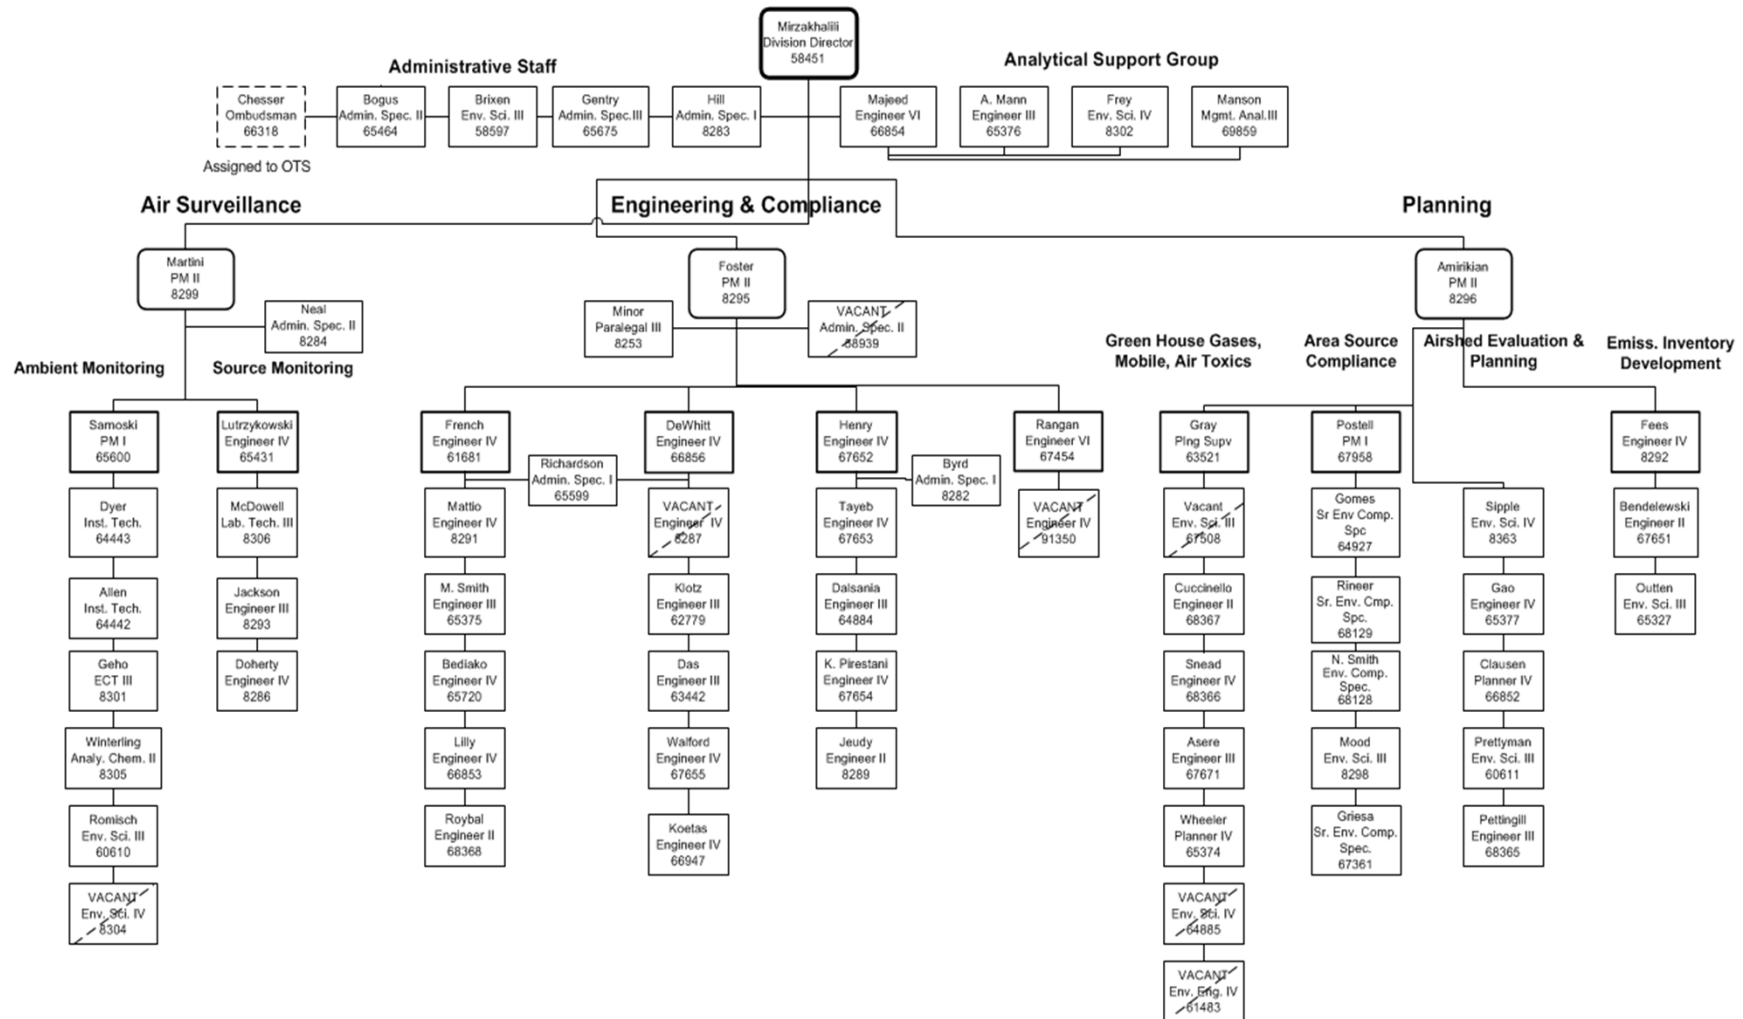 Mirzakhalili
Division Director
58451
Administrative Staff
Analytical Support Group
Chesser
Ombudsman
66318
Assigned to OTS
Bogus
Admin. Spec. II
65464
Brixen
Env. Sci. III
58597
Gentry
Admin. Spec.III
65675
Hill
Admin. Spec. I
8283
Majeed
Engineer VI
66854
A. Mann
Engineer III
65376
Frey
Env. Sci. IV
8302
Manson
Mgmt. Anal.III
69859
Air Surveillance
Engineering & Compliance
Planning
Martini
PM II
8299
Neal
Admin. Spec. II
8284
Foster
PM II
8295
Minor
Paralegal III
8253
VACANT
Admin. Spec. II
58939
Amirikian
PM II
8296
Ambient Monitoring
Source Monitoring
Green House Gases,
Mobile, Air Toxics
Area Source
Compliance
Airshed Evaluation &
Planning
Emiss. Inventory
Development
Samoski
PM I
65600
Dyer
Inst. Tech.
64443
Allen
Inst. Tech.
64442
Geho
ECT III
8301
Winterling
Analy. Chem. II
8305
Romisch
Env. Sci. III
60610
VACANT
Env. Sci. IV
8304
Lutrzykowski
Engineer IV
65431
McDowell
Lab. Tech. III
8306
Jackson
Engineer III
8293
Doherty
Engineer IV
8286
French
Engineer IV
61681
Richardson
Admin. Spec. I
65599
Mattio
Engineer IV
8291
M. Smith
Engineer III
65375
Bediako
Engineer IV
65720
Lilly
Engineer IV
66853
Roybal
Engineer II
68368
DeWhitt
Engineer IV
66856
VACANT
Engineer IV
8287
Klotz
Engineer III
62779
Das
Engineer III
63442
Walford
Engineer IV
67655
Koetas
Engineer IV
66947
Henry
Engineer IV
67652
Byrd
Admin. Spec. I
8282
Tayeb
Engineer IV
67653
Dalsania
Engineer III
64884
K. Pirestani
Engineer IV
67654
Jeudy
Engineer II
8289
Rangan
Engineer VI
67454
VACANT
Engineer IV
91350
Gray
Plng Supv
63521
Vacant
Env. Sci. III
67508
Cuccinello
Engineer II
68367
Snead
Engineer IV
68366
Asere
Engineer III
67671
Wheeler
Planner IV
65374
VACANT
Env. Sci. IV
64885
VACANT
Env. Eng. IV
61483
Postell
PM I
67958
Gomes
Sr Env Comp.
Spc
64927
Rineer
Sr. Env. Cmp.
Spc.
68129
N. Smith
Env. Comp.
Spec.
68128
Mood
Env. Sci. III
8298
Griesa
Sr. Env. Comp.
Spec.
67361
Sipple
Env. Sci. IV
8363
Gao
Engineer IV
65377
Clausen
Planner IV
66852
Prettyman
Env. Sci. III
60611
Pettingill
Engineer III
68365
Fees
Engineer IV
8292
Bendelewski
Engineer II
67651
Outten
Env. Sci. III
65327